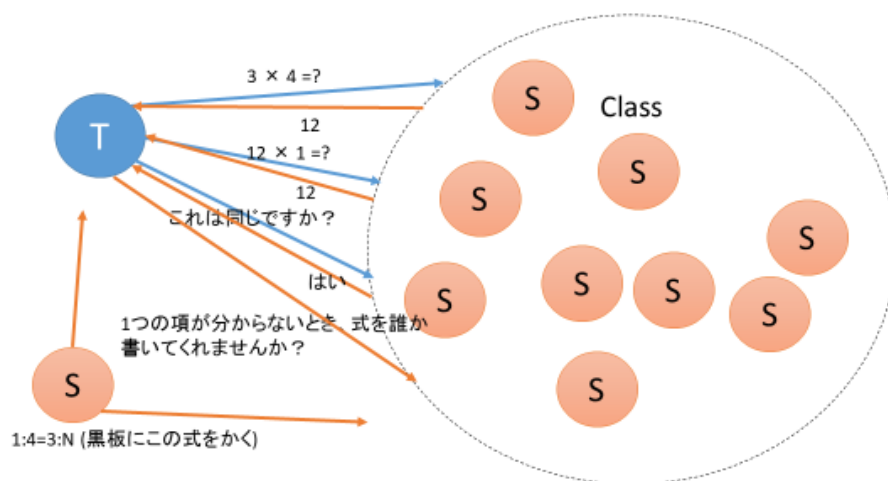 3 × 4 =?
T
S
Class
12
12 × 1 =?
S
12
S
これは同じですか？
S
はい
S
S
S
S
1つの項が分からないとき、式を誰か
書いてくれませんか？
S
S
1:4=3:N (黒板にこの式をかく)